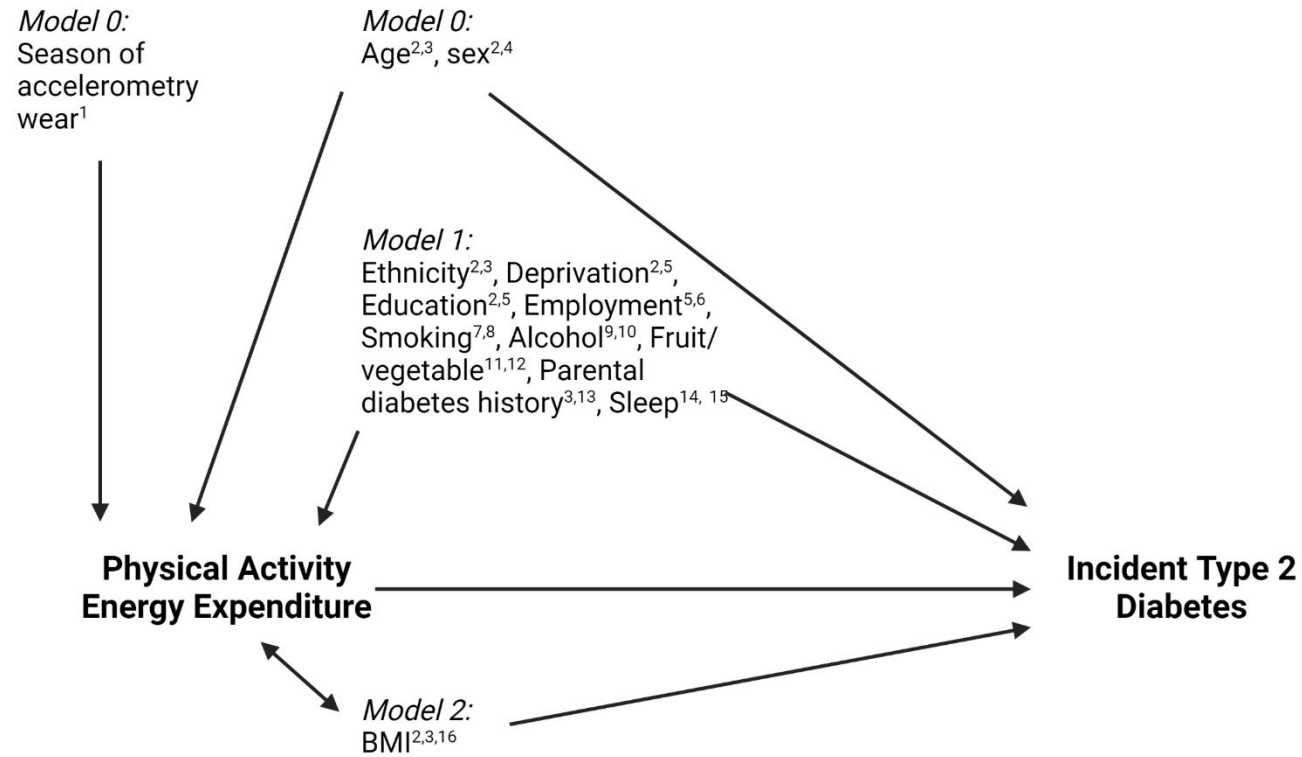 Model 0:
Season of
accelerometry
wear¹
Model 0:
Age²,³, sex²,⁴
Model 1:
Ethnicity²,³, Deprivation²,⁵,
Education²,⁵, Employment⁵,⁶,
Smoking⁷,⁸, Alcohol⁹,¹⁰, Fruit/
vegetable¹¹,¹², Parental
diabetes history³,¹³, Sleep¹⁴, ¹⁵
Physical Activity
Energy Expenditure
Incident Type 2
Diabetes
Model 2:
BMI²,³,¹⁶